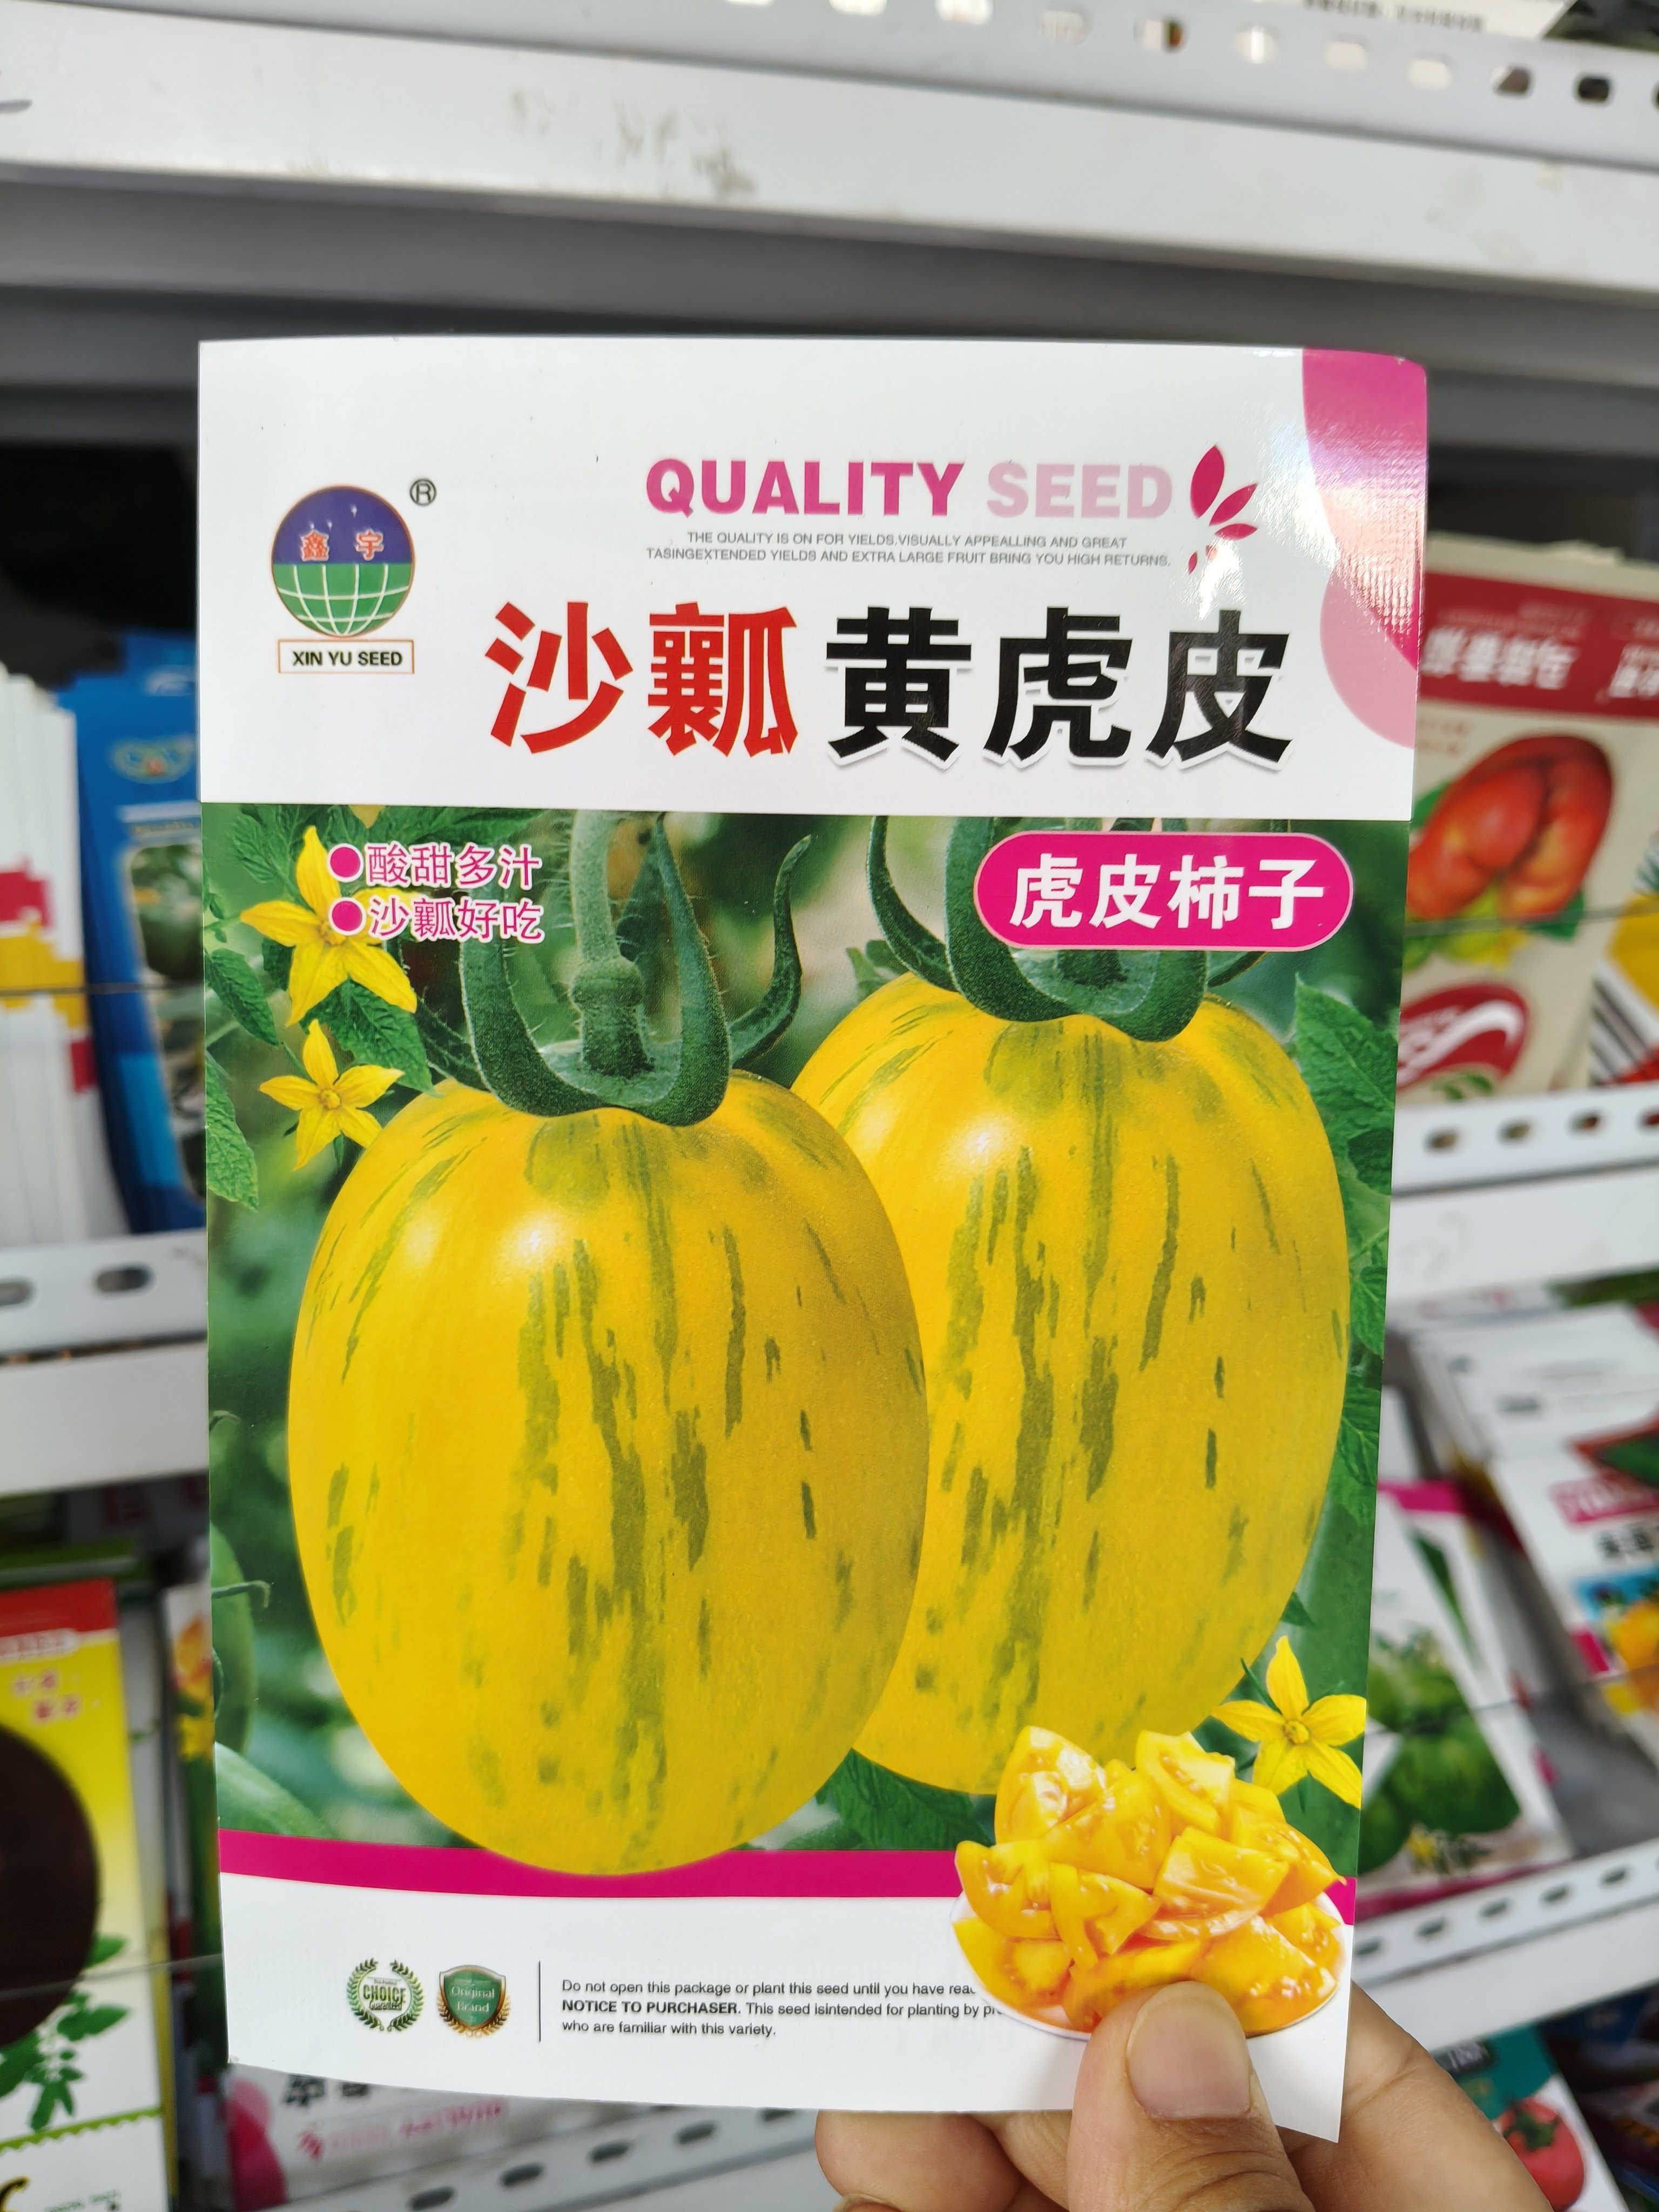 QUALITY SEED
THE QUALITY IS ON FOR YIELDS.VISUALLY APPEALLING AND GREAT
TASINGEXTENDED YIELDS AND EXTRA LARGE FRUIT BRING YOU HIGH RETURNS.
®
鑫宇
XIN YU SEED
沙瓤黄虎皮
●酸甜多汁
●沙瓤好吃
虎皮柿子
CHOICE
Original
Brand
Do not open this package or plant this seed until you have
NOTICE TO PURCHASER. This seed isintended for planting by
who are familiar with this variety.